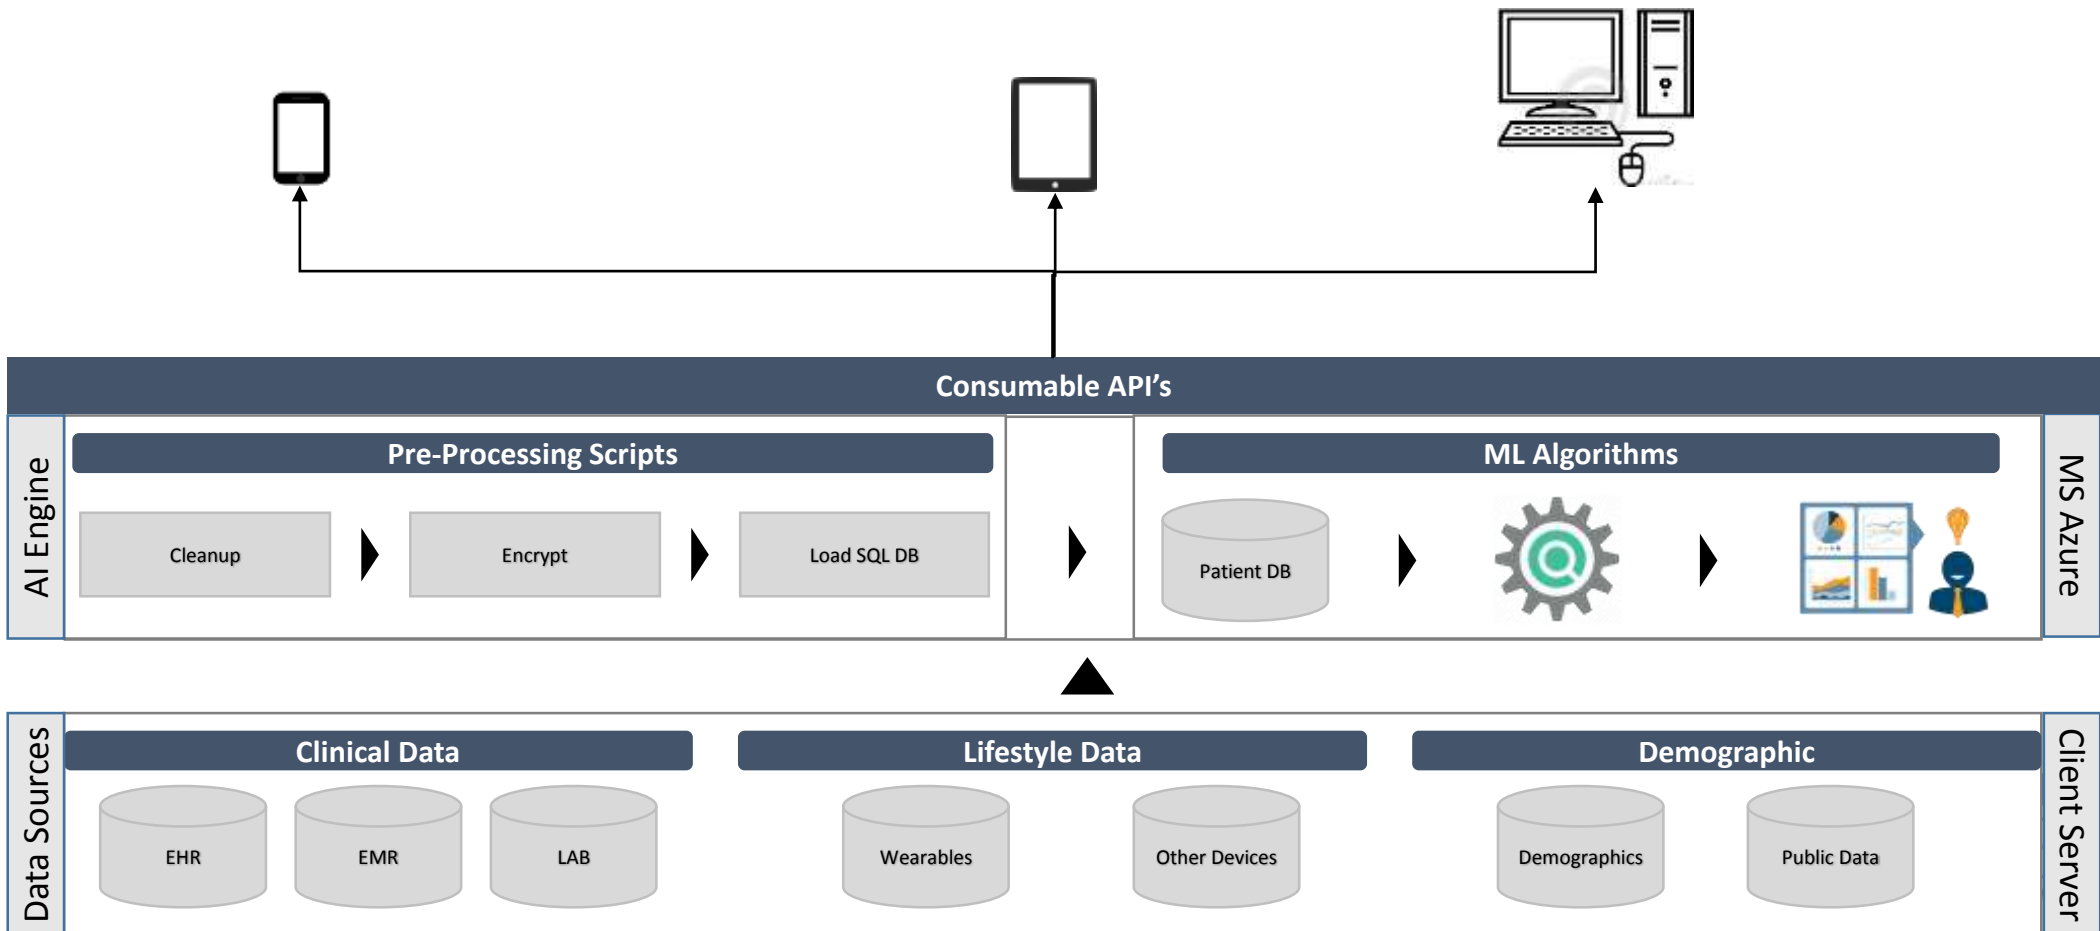 Consumable API's
AI Engine
Pre-Processing Scripts
ML Algorithms
MS Azure
Cleanup
Encrypt
Load SQL DB
Patient DB
Data Sources
Clinical Data
Lifestyle Data
Demographic
Client Server
EHR
EMR
LAB
Wearables
Other Devices
Demographics
Public Data